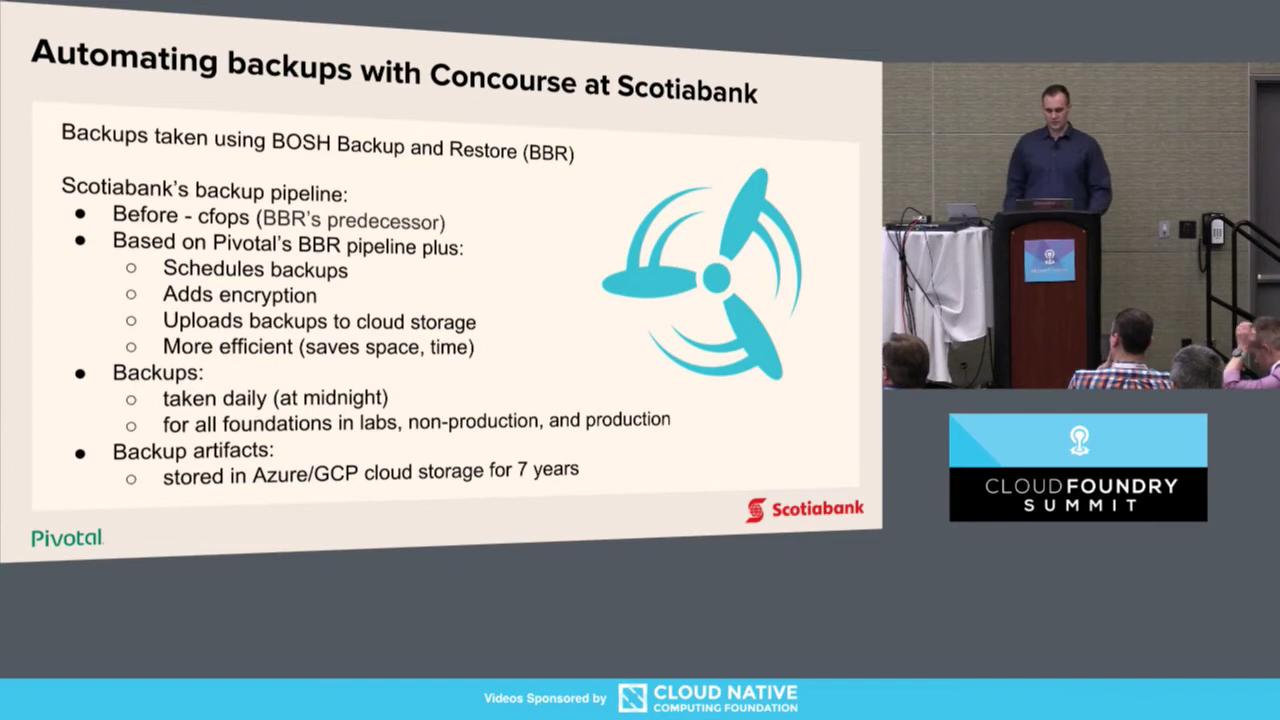 Automating backups with Concourse at Scotiabank
Backups taken using BOSH Backup and Restore (BBR)
Scotiabank's backup pipeline:
● Before - cfops (BBR's predecessor)
● Based on Pivotal's BBR pipeline plus:
○ Schedules backups
○ Adds encryption
○ Uploads backups to cloud storage
○ More efficient (saves space, time)
● Backups:
○ taken daily (at midnight)
○ for all foundations in labs, non-production, and production
● Backup artifacts:
○ stored in Azure/GCP cloud storage for 7 years
Scotiabank
Pivotal
CLOUD FOUNDRY
SUMMIT
Videos Sponsored by
CLOUD NATIVE
COMPUTING FOUNDATION